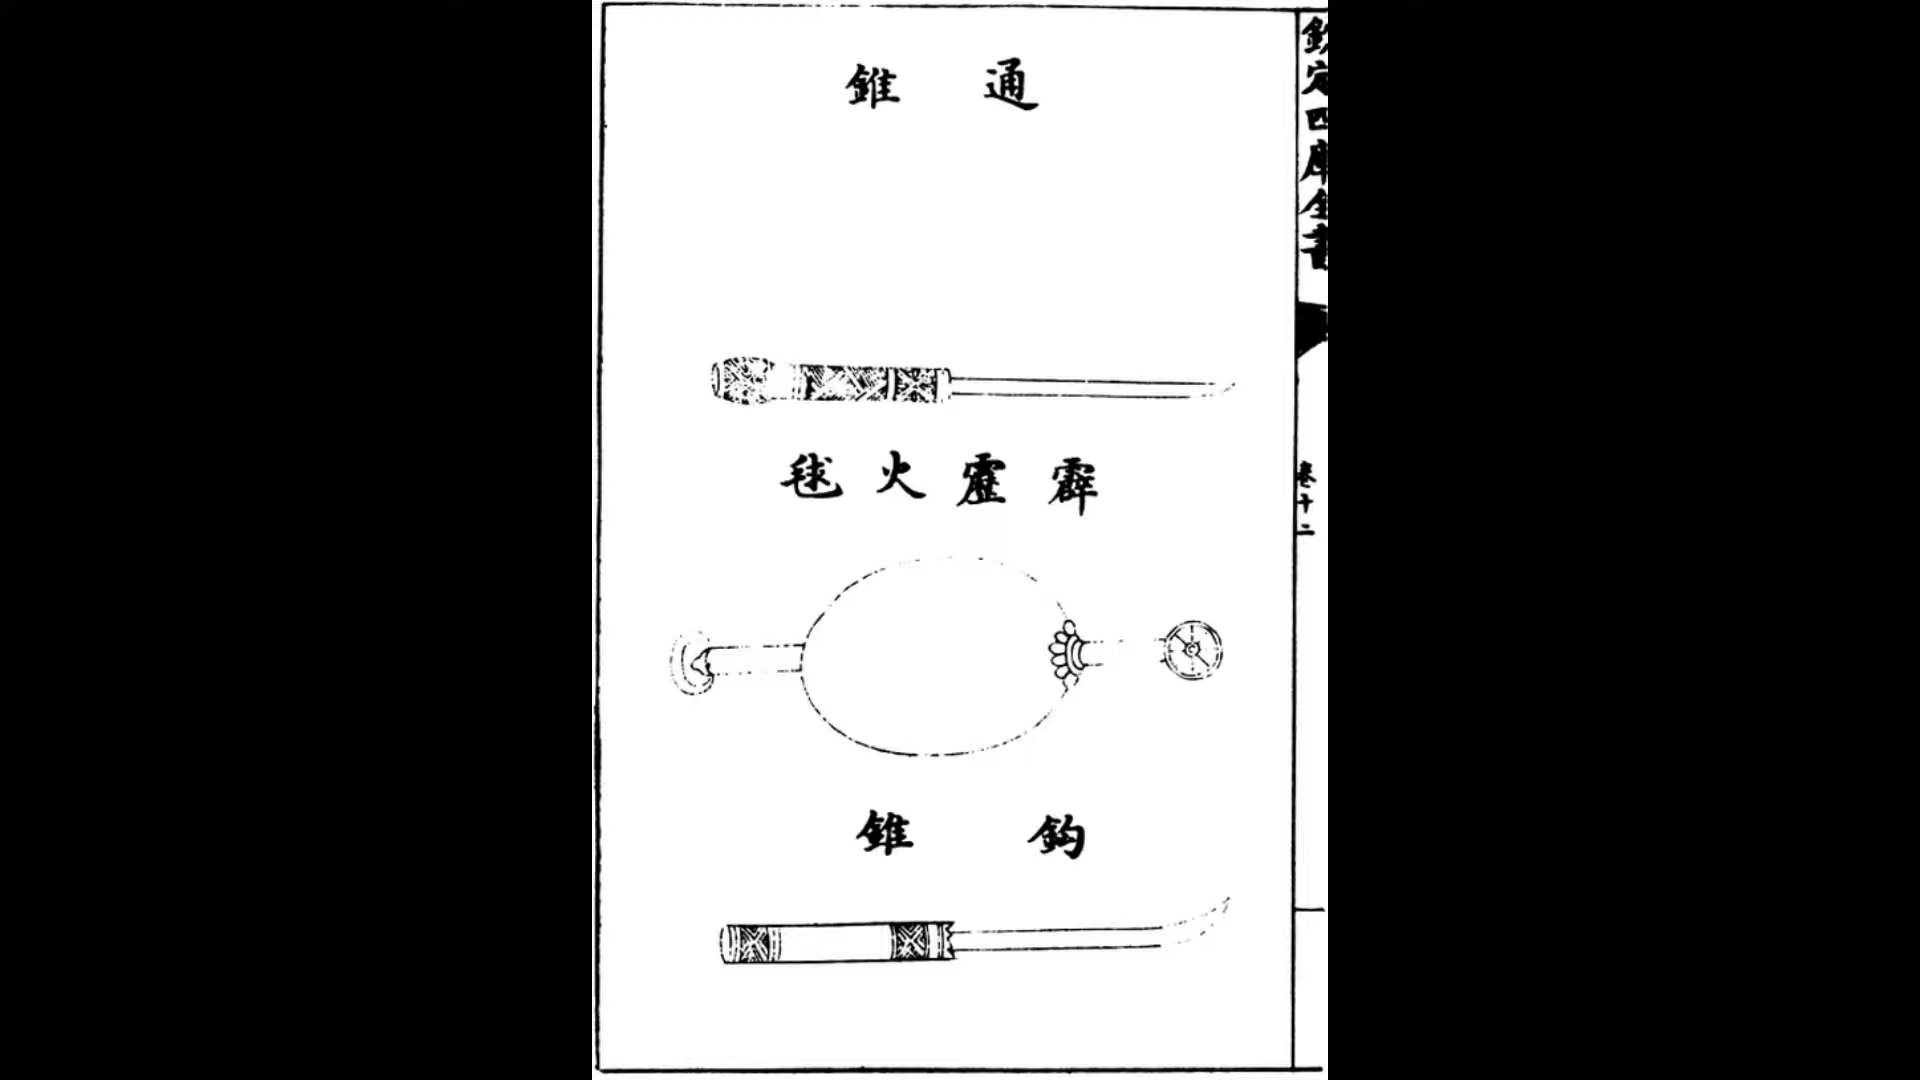 欽定四庫全書
卷十二
通錐
霹靂火毬
鈎錐